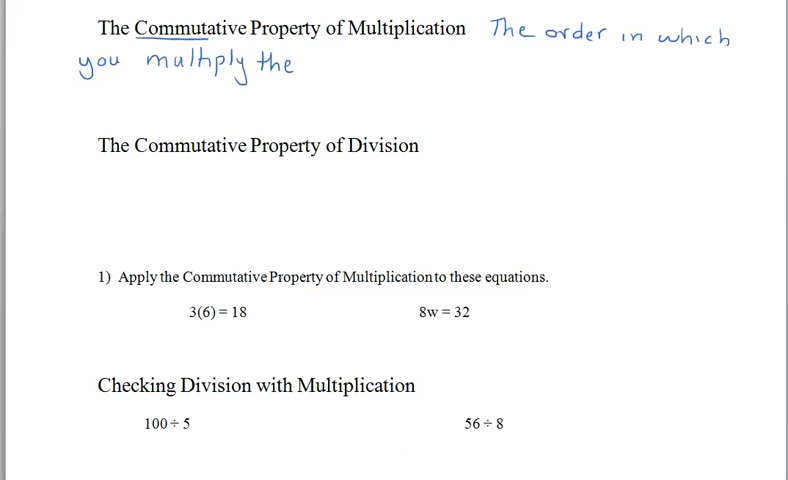 The Commutative Property of Multiplication The order in which
you multiply the
The Commutative Property of Division
1) Apply the Commutative Property of Multiplication to these equations.
3(6) = 18 8w = 32
Checking Division with Multiplication
100 ÷ 5 56 ÷ 8